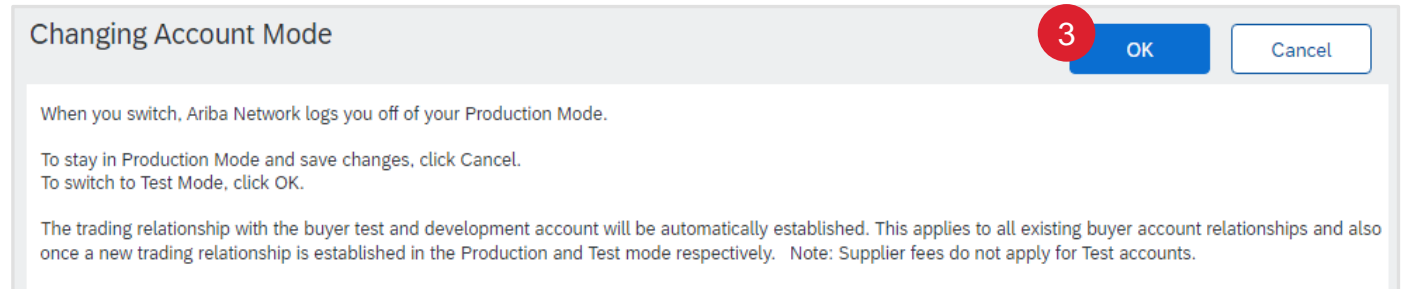 Changing Account Mode
3
OK
Cancel
When you switch, Ariba Network logs you off of your Production Mode.
To stay in Production Mode and save changes, click Cancel.
To switch to Test Mode, click OK.
The trading relationship with the buyer test and development account will be automatically established. This applies to all existing buyer account relationships and also
once a new trading relationship is established in the Production and Test mode respectively.   Note: Supplier fees do not apply for Test accounts.